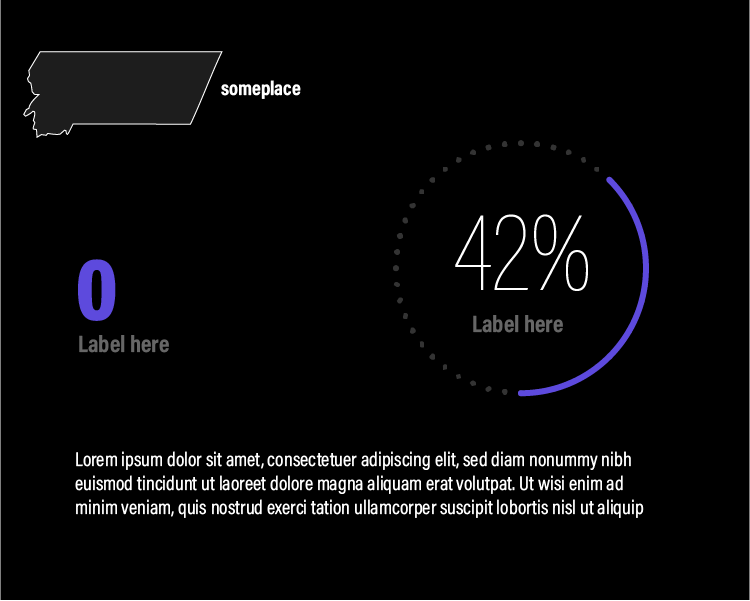 someplace
42%
Label here
0
Label here
Lorem ipsum dolor sit amet, consectetuer adipiscing elit, sed diam nonummy nibh
euismod tincidunt ut laoreet dolore magna aliquam erat volutpat. Ut wisi enim ad
minim veniam, quis nostrud exerci tation ullamcorper suscipit lobortis nisl ut aliquip